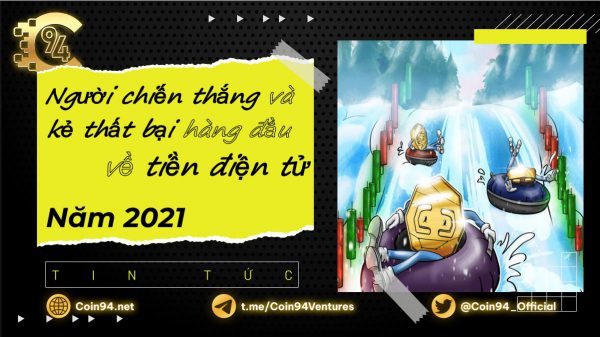 94
Người chiến thắng và
kẻ thất bại hàng đầu
về tiền điện tử
Năm 2021
TIN TỨC
Coin94.net
t.me/Coin94Ventures
@Coin94_Official